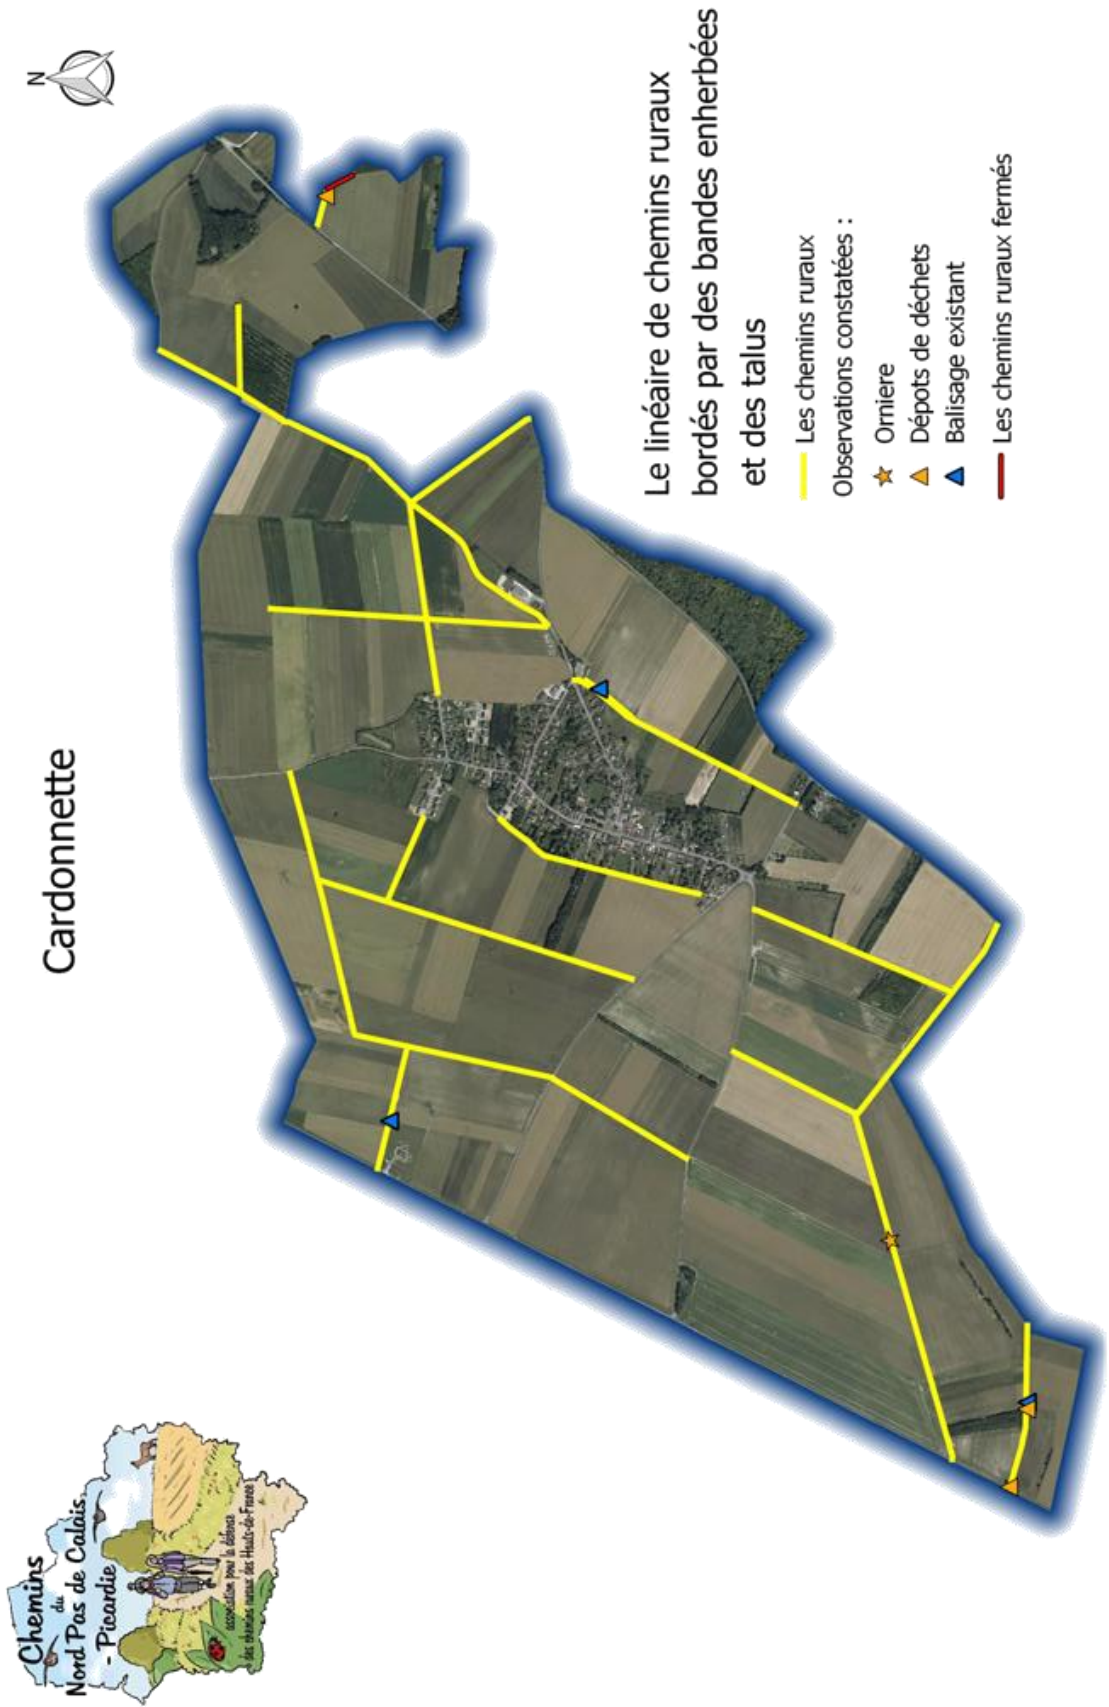 Chemins
du
Nord Pas de Calais
- Picardie
association pour la défense
des chemins ruraux des Hauts-de-France
Cardonnette
N
Le linéaire de chemins ruraux
bordés par des bandes enherbées
et des talus
Les chemins ruraux
Observations constatées :
Orniere
Dépots de déchets
Balisage existant
Les chemins ruraux fermés